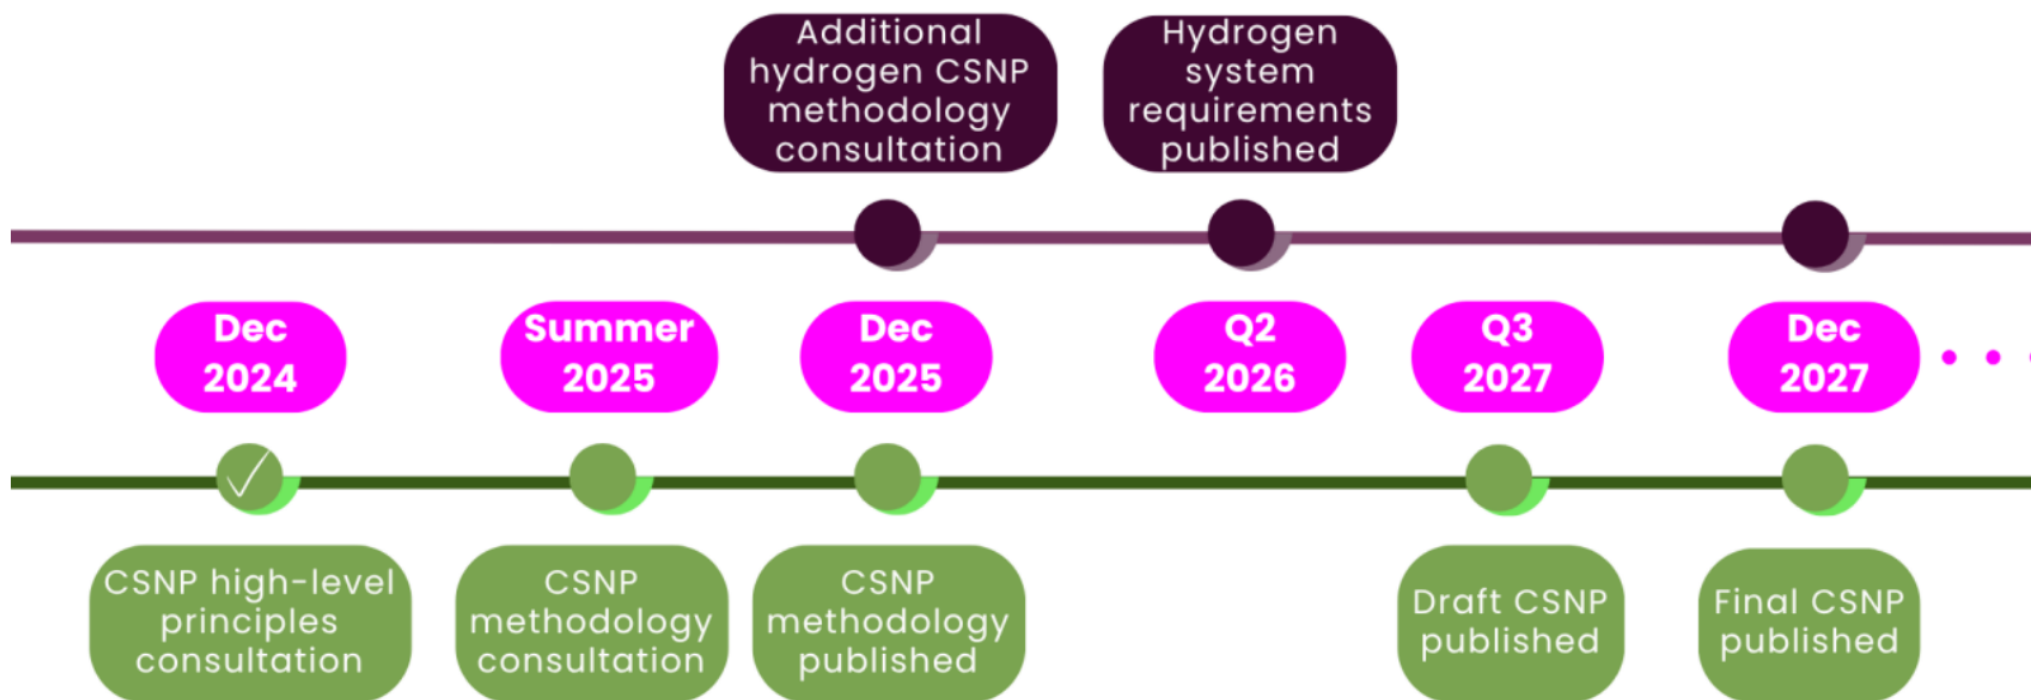 Additional
hydrogen CSNP
methodology
consultation
Hydrogen
system
requirements
published
Dec
2024
Summer
2025
Dec
2025
Q2
2026
Q3
2027
Dec
2027
CSNP high-level
principles
consultation
CSNP
methodology
consultation
CSNP
methodology
published
Draft CSNP
published
Final CSNP
published